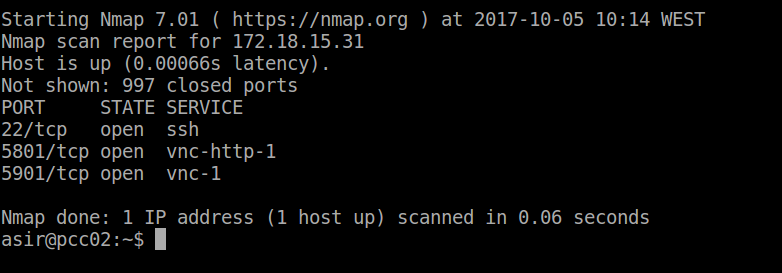 Starting Nmap 7.01 ( https://nmap.org ) at 2017-10-05 10:14 WEST
Nmap scan report for 172.18.15.31
Host is up (0.00066s latency).
Not shown: 997 closed ports
PORT     STATE SERVICE
22/tcp   open  ssh
5801/tcp open  vnc-http-1
5901/tcp open  vnc-1

Nmap done: 1 IP address (1 host up) scanned in 0.06 seconds
asir@pcc02:~$